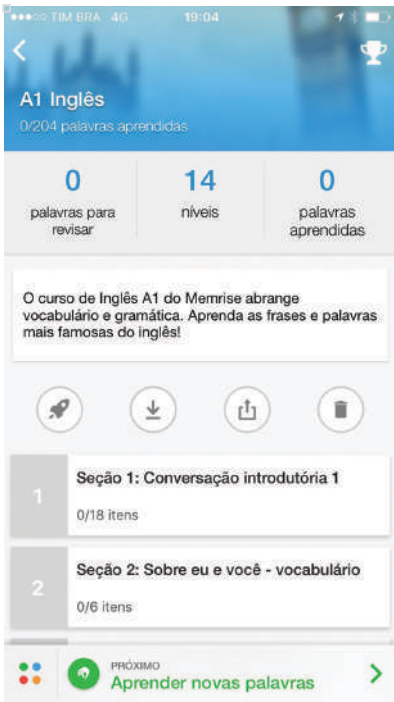 TIM BRA 4G 19:04
A1 Inglês
0/204 palavras aprendidas
0 14 0
palavras para revisar níveis palavras aprendidas
O curso de Inglês A1 do Memrise abrange
vocabulário e gramática. Aprenda as frases e palavras
mais famosas do inglês!
1
Seção 1: Conversação introdutória 1
0/18 itens
2
Seção 2: Sobre eu e você - vocabulário
0/6 itens
PRÓXIMO
Aprender novas palavras